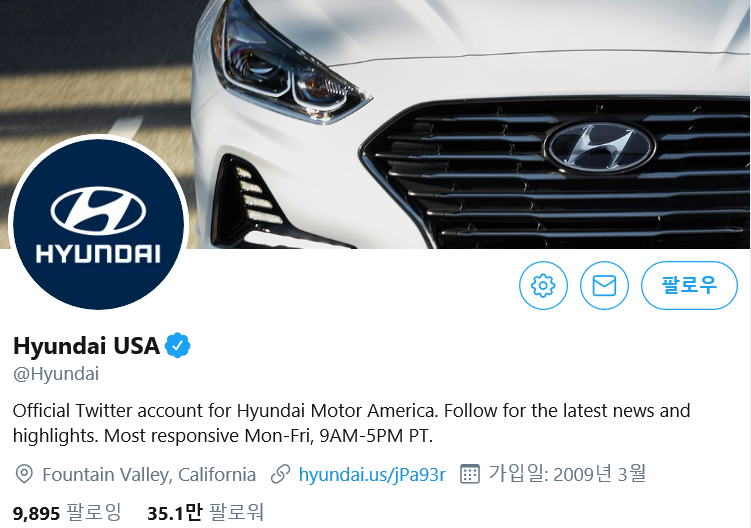 HYUNDAI
팔로우
Hyundai USA
@Hyundai
Official Twitter account for Hyundai Motor America. Follow for the latest news and
highlights. Most responsive Mon-Fri, 9AM-5PM PT.
Fountain Valley, California hyundai.us/jPa93r 가입일: 2009년 3월
9,895 팔로잉 35.1만 팔로워